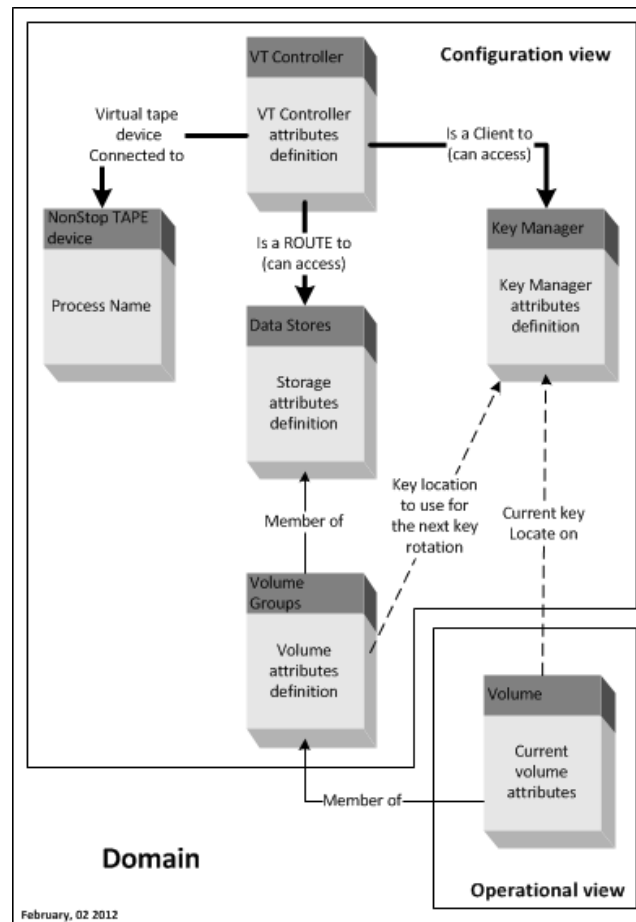 VT Controller
Configuration view
VT Controller
attributes
definition
Virtual tape
device
Connected to
Is a Client to
(can access)
NonStop TAPE
device
Process Name
Is a ROUTE to
(can access)
Key Manager
Key Manager
attributes
definition
Data Stores
Storage
attributes
definition
Member of
Key location
to use for
the next key
rotation
Current key
Locate on
Volume
Groups
Volume
attributes
definition
Volume
Current
volume
attributes
Member of
Domain
Operational view
February, 02 2012